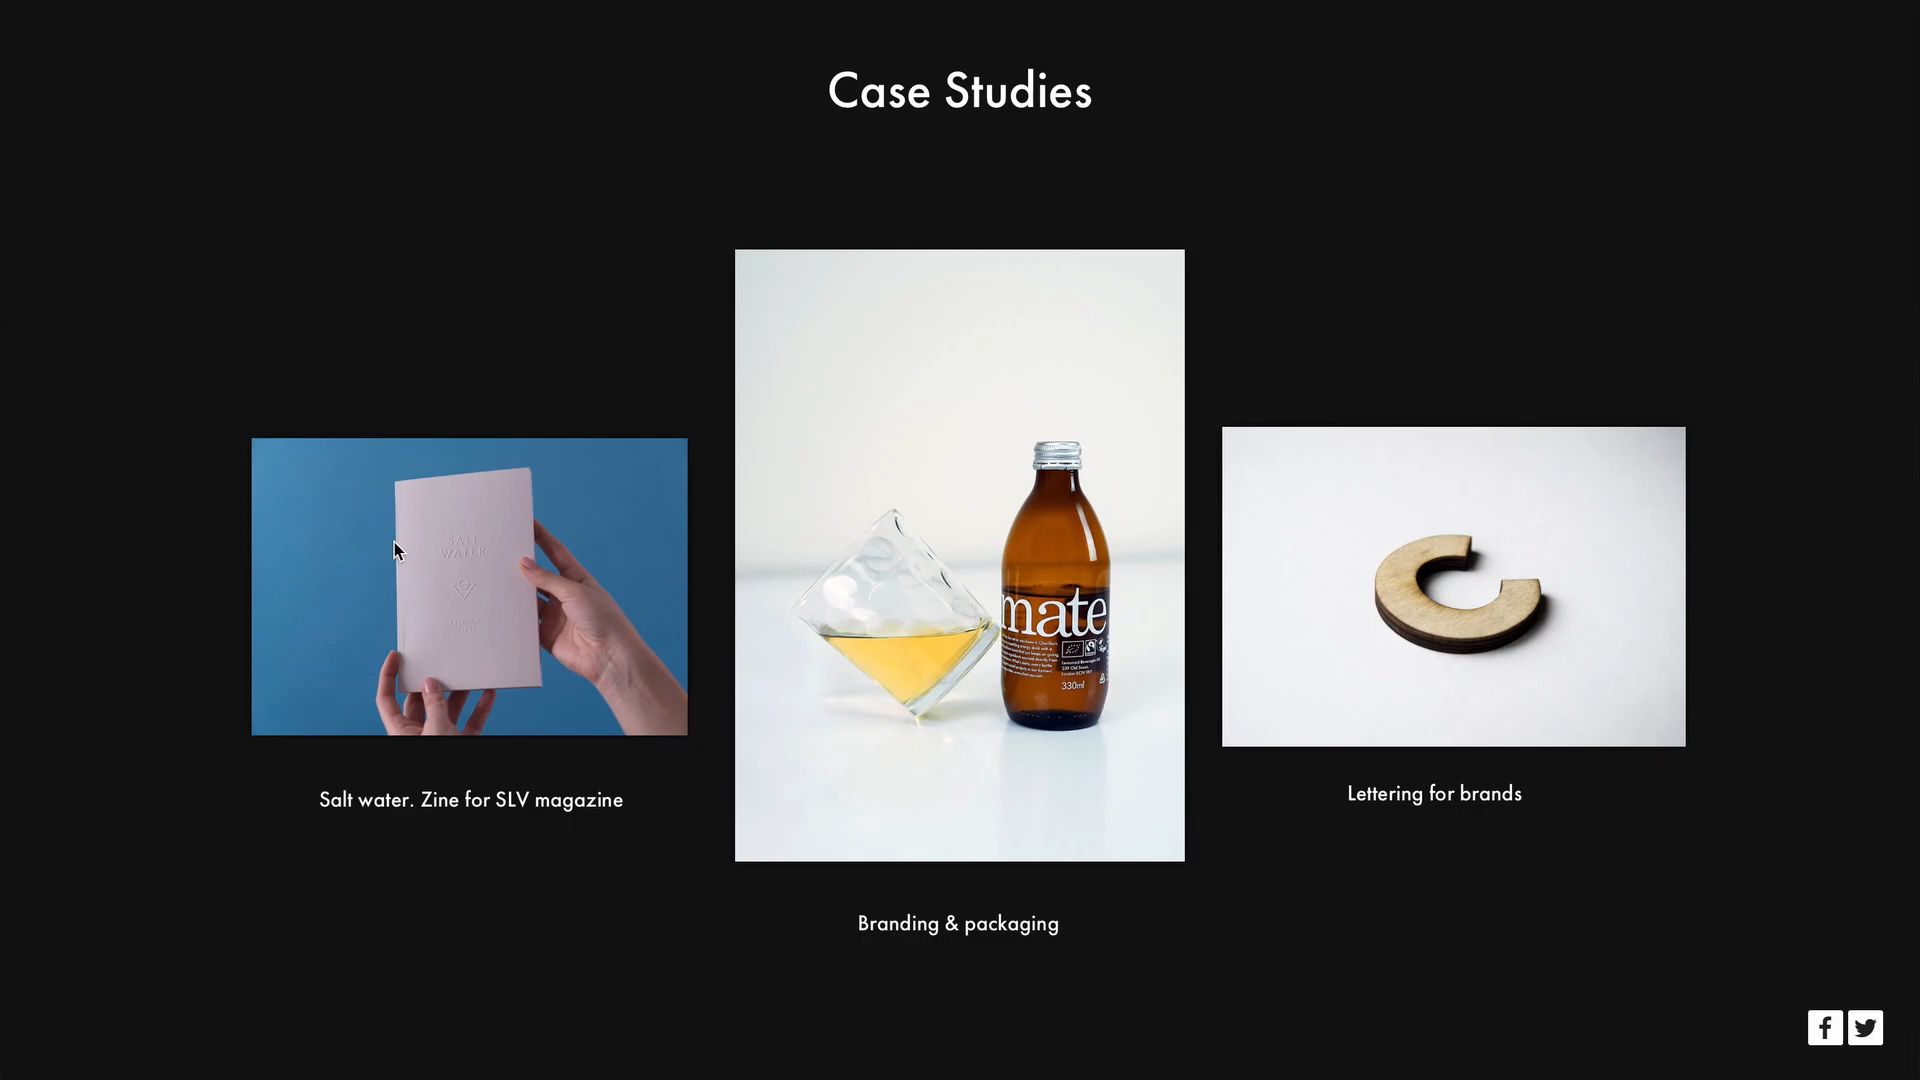 Case Studies
SALT
WATER
mate
330ml
Salt water. Zine for SLV magazine
Lettering for brands
Branding & packaging